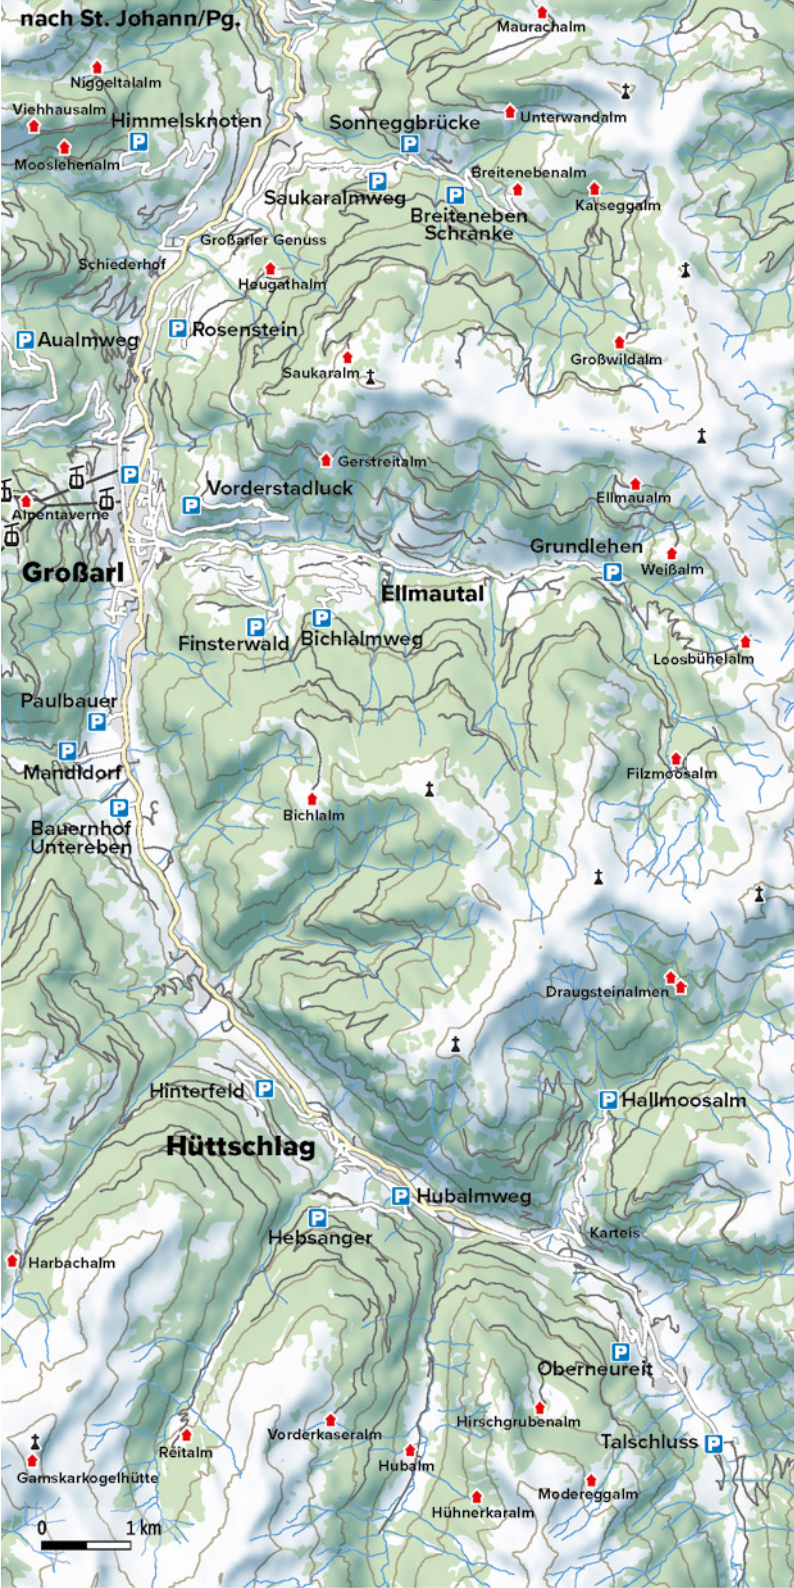 nach St. Johann/Pg.
Maurachalm
Niggeltalalm
Viehhausalm
Himmelsknoten
Sonneggbrücke
Unterwandalm
Mooslehenalm
P
P
P
Breitenebenalm
Saukaralmweg
P
Breiteneben
Schranke
Karseggalm
Großarler Genuss
Schiederhof
Heugathalm
P
Aualmweg
P
Rosenstein
Großwildalm
Saukaralm
Gerstreitalm
P
Vorderstadluck
P
Ellmaualm
Alpentaverne
Großarl
Grundlehen
P
Weißalm
Ellmautal
P
Finsterwald
P
Bichlalmweg
Loosbühelalm
Paulbauer
P
P
Mandldorf
Filzmoosalm
P
Bauernhof
Untereben
Bichlalm
Draugsteinalmen
Hinterfeld
P
P
Hallmoosalm
Hüttschlag
P
Hubalmweg
P
Hebsanger
Karteis
Harbachalm
P
Oberneureit
Hirschgrubenalm
Vorderkaseralm
Reitalm
Hubalm
Talschluss
P
Gamskarkogelhütte
Modereggalm
Hühnerkaralm
0 1 km